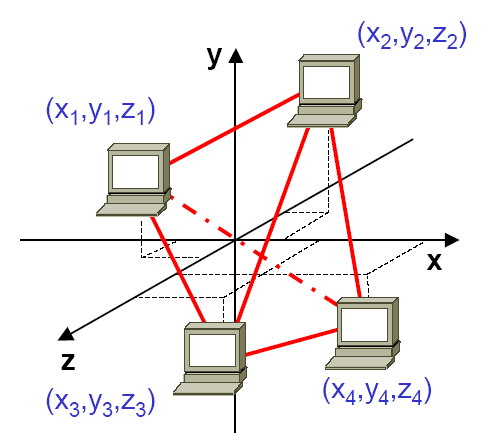 (x₂,y₂,z₂)
y
(x₁,y₁,z₁)
x
z
(x₃,y₃,z₃)
(x₄,y₄,z₄)